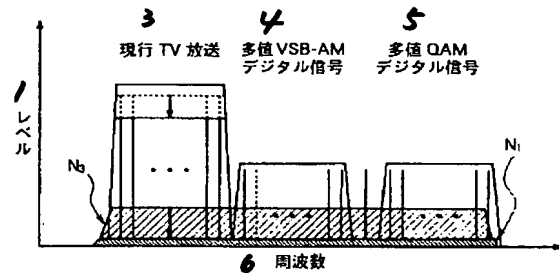 3 4 5
現行 TV 放送
多値 VSB-AM
デジタル信号
多値 QAM
デジタル信号
1
レベル
N3
N1
6 周波数